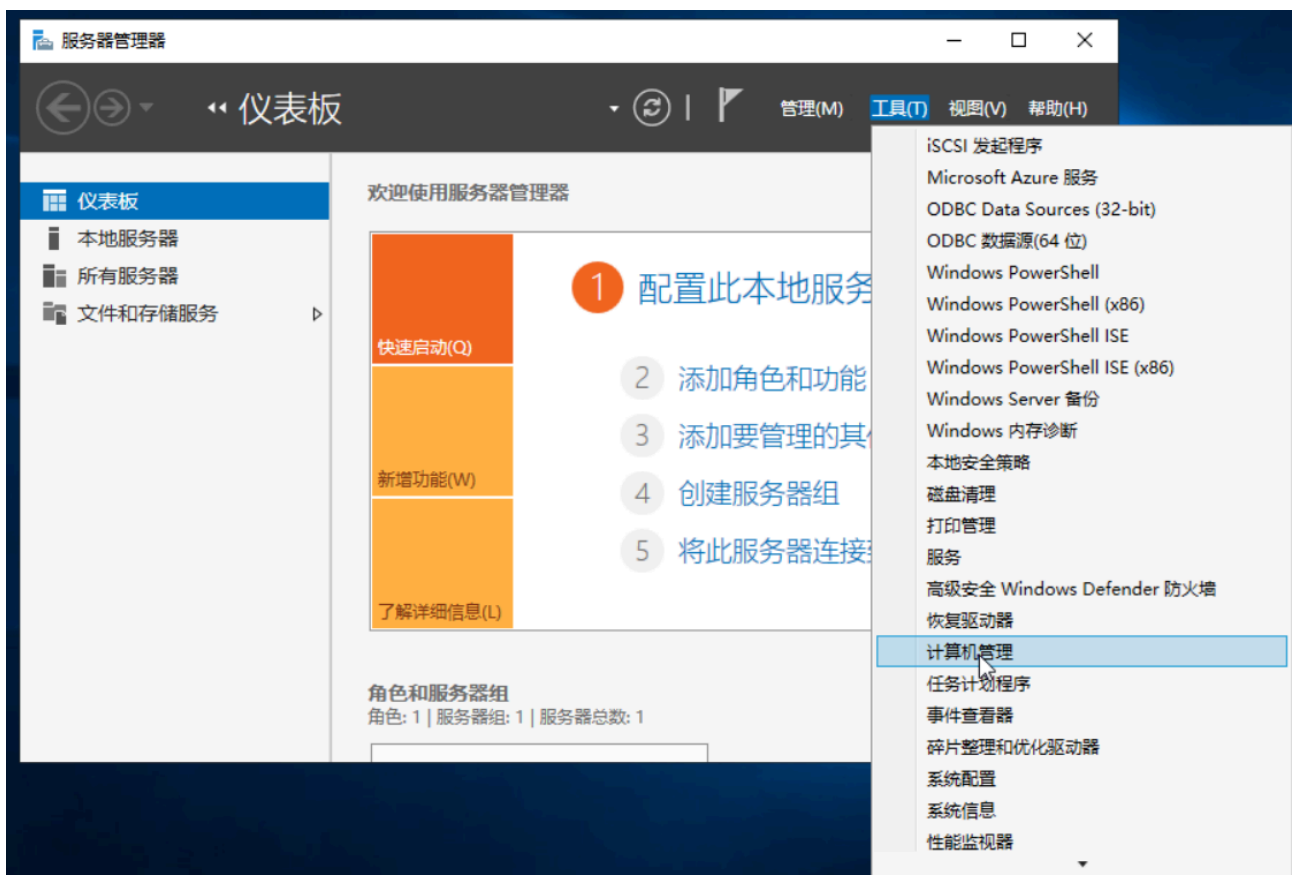 服务器管理器
仪表板
管理(M) 工具(T) 视图(V) 帮助(H)
仪表板
本地服务器
所有服务器
文件和存储服务
欢迎使用服务器管理器
快速启动(Q)
新增功能(W)
了解详细信息(L)
1 配置此本地服务
2 添加角色和功能
3 添加要管理的其
4 创建服务器组
5 将此服务器连接
角色和服务器组
角色: 1 | 服务器组: 1 | 服务器总数: 1
iSCSI 发起程序
Microsoft Azure 服务
ODBC Data Sources (32-bit)
ODBC 数据源(64 位)
Windows PowerShell
Windows PowerShell (x86)
Windows PowerShell ISE
Windows PowerShell ISE (x86)
Windows Server 备份
Windows 内存诊断
本地安全策略
磁盘清理
打印管理
服务
高级安全 Windows Defender 防火墙
恢复驱动器
计算机管理
任务计划程序
事件查看器
碎片整理和优化驱动器
系统配置
系统信息
性能监视器